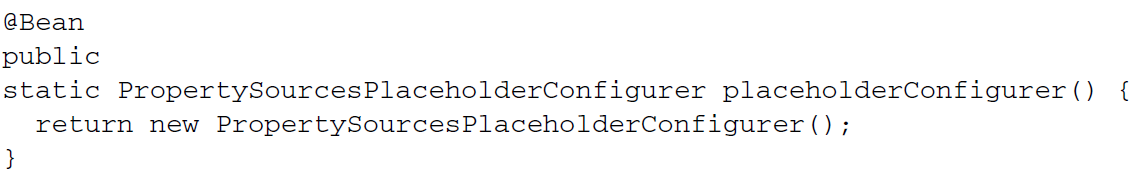 @Bean
public
static PropertySourcesPlaceholderConfigurer placeholderConfigurer() {
  return new PropertySourcesPlaceholderConfigurer();
}